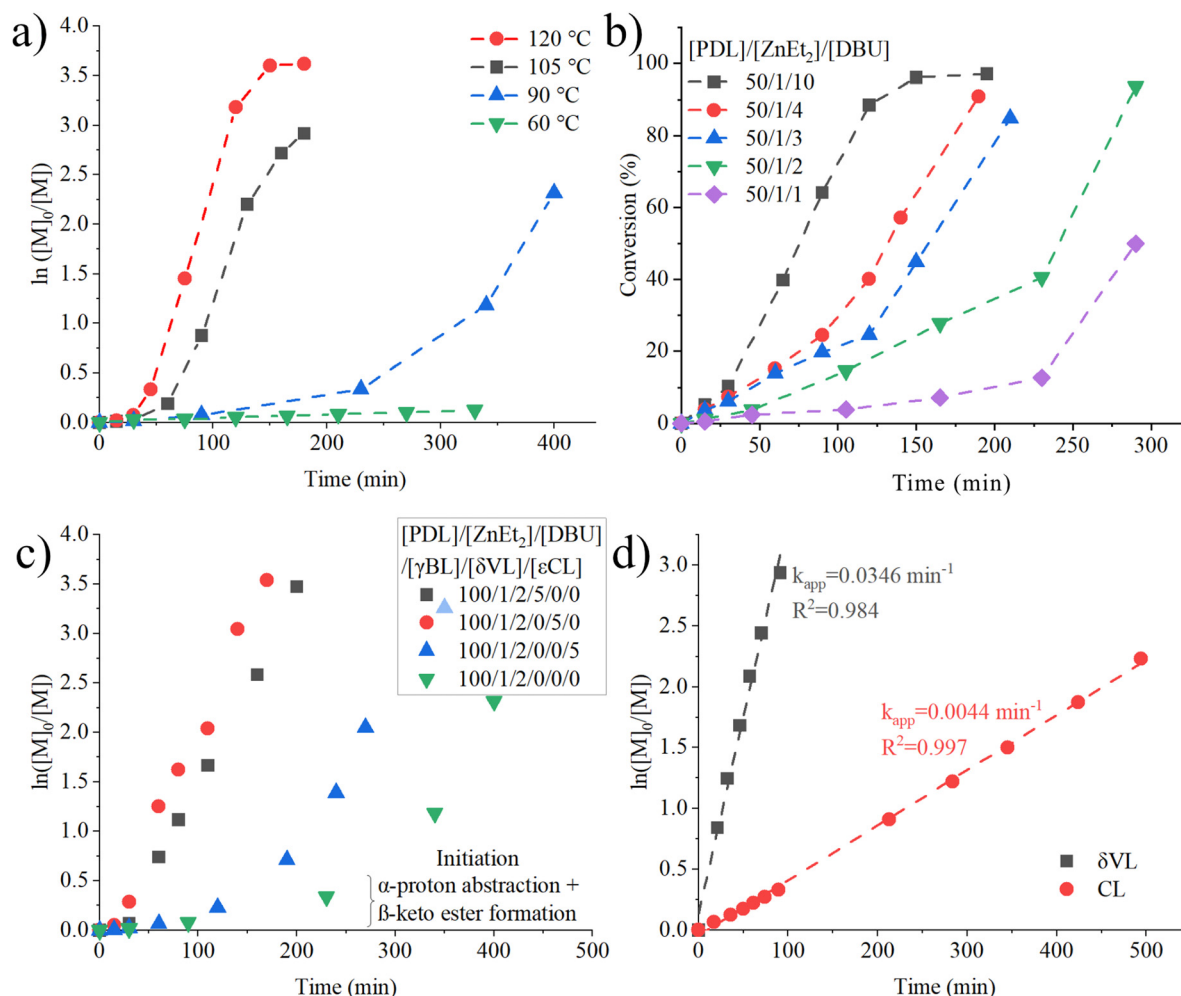 a)
4.0
3.5
3.0
2.5
2.0
1.5
1.0
0.5
0.0
ln ([M]₀/[M])
0
100
200
300
400
Time (min)
120 °C
105 °C
90 °C
60 °C
b)
[PDL]/[ZnEt₂]/[DBU]
50/1/10
50/1/4
50/1/3
50/1/2
50/1/1
100
80
60
40
20
0
Conversion (%)
0
50
100
150
200
250
300
Time (min)
c)
4.0
3.5
3.0
2.5
2.0
1.5
1.0
0.5
0.0
ln([M]₀/[M])
[PDL]/[ZnEt₂]/[DBU]
/[γBL]/[δVL]/[εCL]
100/1/2/5/0/0
100/1/2/0/5/0
100/1/2/0/0/5
100/1/2/0/0/0
Initiation
α-proton abstraction +
ß-keto ester formation
0
100
200
300
400
500
Time (min)
d)
3.0
2.5
2.0
1.5
1.0
0.5
0.0
ln([M]₀/[M])
k_app=0.0346 min⁻¹
R²=0.984
k_app=0.0044 min⁻¹
R²=0.997
δVL
CL
0
100
200
300
400
500
Time (min)